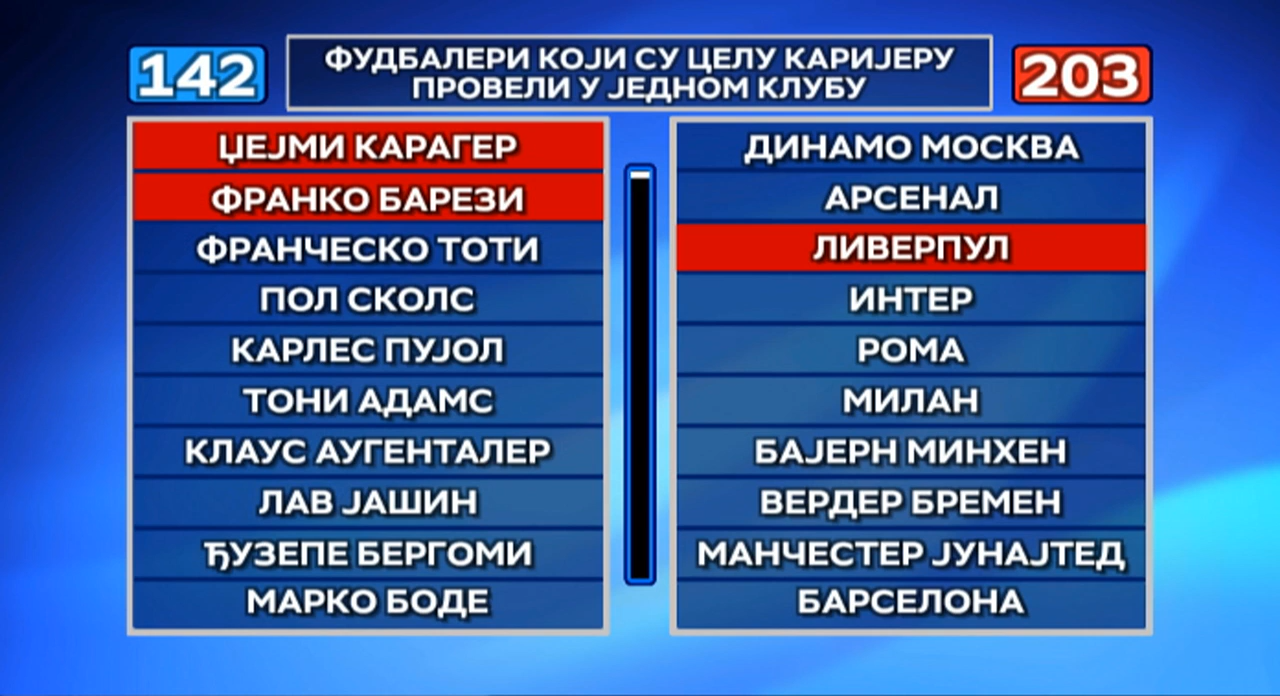 142
ФУДБАЛЕРИ КОЈИ СУ ЦЕЛУ КАРИЈЕРУ
ПРОВЕЛИ У ЈЕДНОМ КЛУБУ
203
ЏЕЈМИ КАРАГЕР
ФРАНКО БАРЕЗИ
ФРАНЧЕСКО ТОТИ
ПОЛ СКОЛС
КАРЛЕС ПУЈОЛ
ТОНИ АДАМС
КЛАУС АУГЕНТАЛЕР
ЛАВ ЈАШИН
ЂУЗЕПЕ БЕРГОМИ
МАРКО БОДЕ
ДИНАМО МОСКВА
АРСЕНАЛ
ЛИВЕРПУЛ
ИНТЕР
РОМА
МИЛАН
БАЈЕРН МИНХЕН
ВЕРДЕР БРЕМЕН
МАНЧЕСТЕР ЈУНАЈТЕД
БАРСЕЛОНА